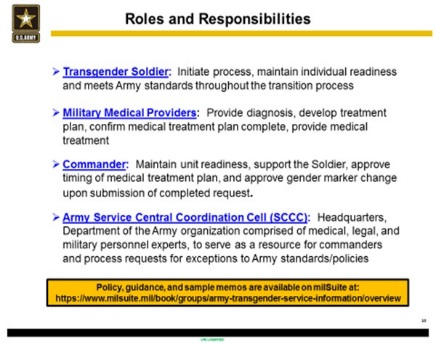 Roles and Responsibilities
U.S.ARMY
➢ Transgender Soldier: Initiate process, maintain individual readiness
and meets Army standards throughout the transition process
➢ Military Medical Providers: Provide diagnosis, develop treatment
plan, confirm medical treatment plan complete, provide medical
treatment
➢ Commander: Maintain unit readiness, support the Soldier, approve
timing of medical treatment plan, and approve gender marker change
upon submission of completed request.
➢ Army Service Central Coordination Cell (SCCC): Headquarters,
Department of the Army organization comprised of medical, legal, and
military personnel experts, to serve as a resource for commanders
and process requests for exceptions to Army standards/policies
Policy, guidance, and sample memos are available on milSuite at:
https://www.milsuite.mil/book/groups/army-transgender-service-information/overview
UNCLASSIFIED